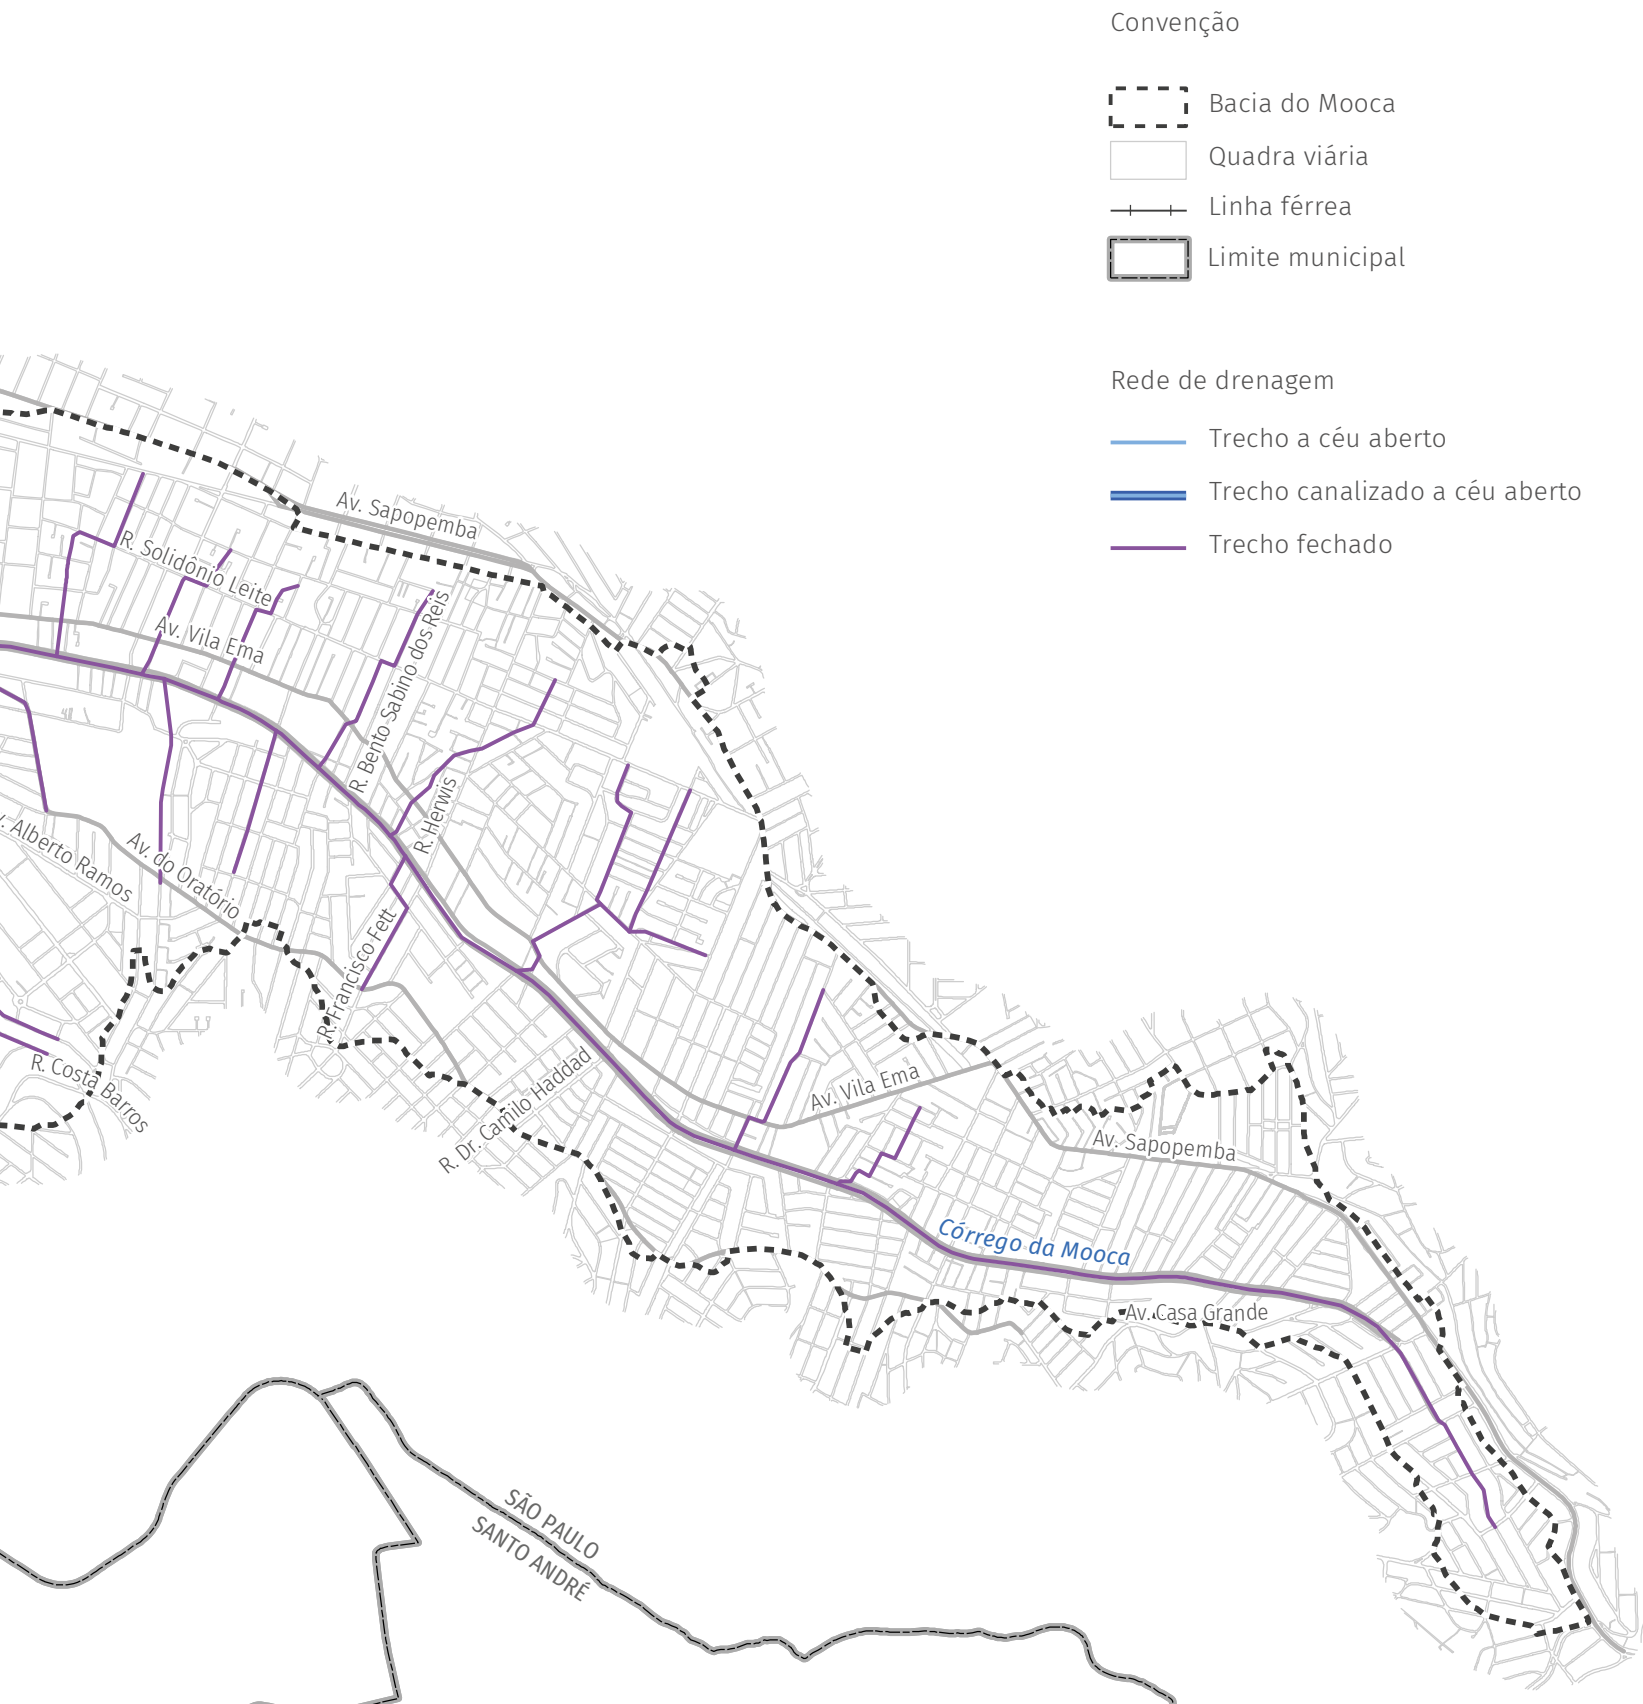 Convenção
Bacia do Mooca
Quadra viária
Linha férrea
Limite municipal
Rede de drenagem
Trecho a céu aberto
Trecho canalizado a céu aberto
Trecho fechado
Av. Sapopemba
R. Solidônio Leite
Av. Vila Ema
R. Bento Sabino dos Reis
R. Herwis
Alberto Ramos
Av. do Oratório
R. Francisco Fett
R. Costa Barros
R. Dr. Camilo Haddad
Av. Vila Ema
Av. Sapopemba
Córrego da Mooca
Av. Casa Grande
SÃO PAULO
SANTO ANDRÉ